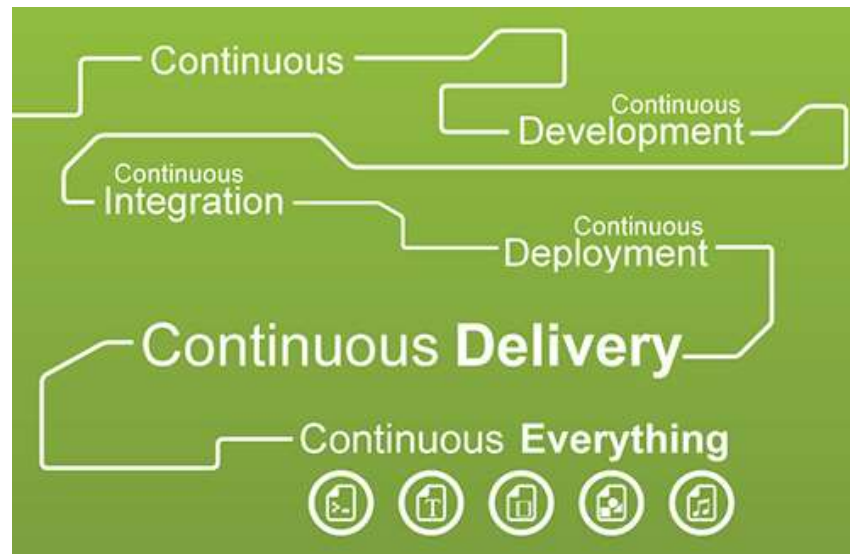 Continuous
Continuous
Development
Continuous
Integration
Continuous
Deployment
Continuous Delivery
Continuous Everything
>-
T